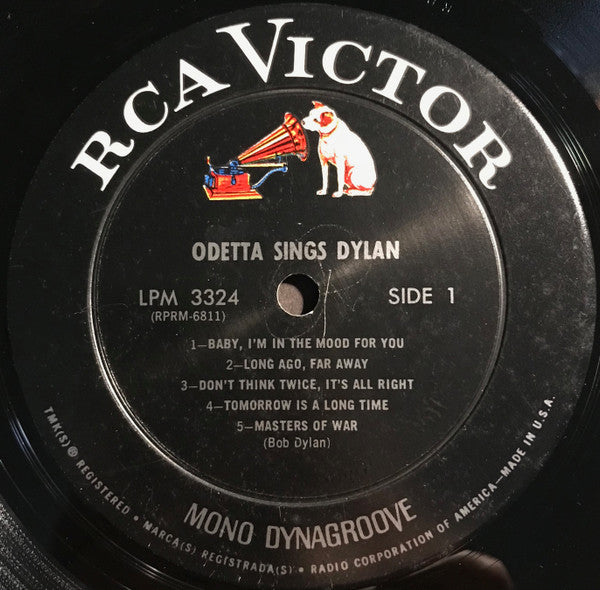 RCA VICTOR
ODETTA SINGS DYLAN
LPM 3324
(RPRM-6811)
SIDE 1
1—BABY, I'M IN THE MOOD FOR YOU
2—LONG AGO, FAR AWAY
3—DON'T THINK TWICE, IT'S ALL RIGHT
4—TOMORROW IS A LONG TIME
5—MASTERS OF WAR
(Bob Dylan)
MONO DYNAGROOVE
TMK(S) ® REGISTERED • MARCA(S) REGISTRADA(S) • RADIO CORPORATION OF AMERICA—MADE IN U.S.A.